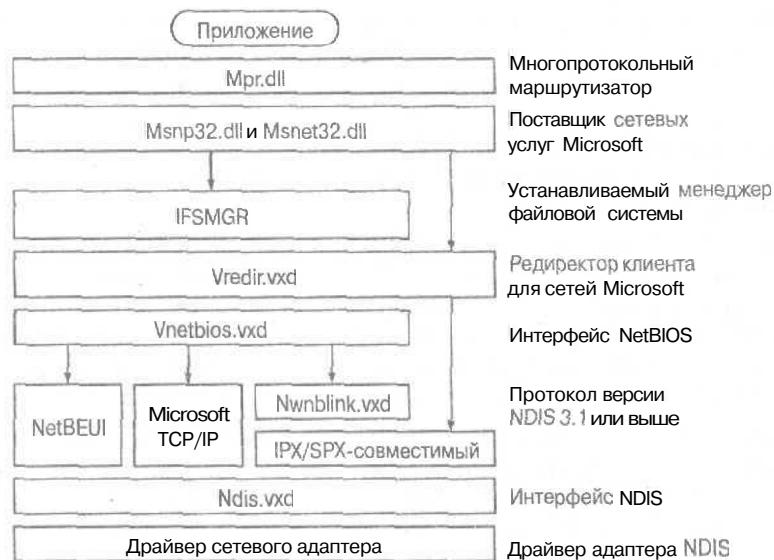 Приложение
Mpr.dll
Многопротокольный
маршрутизатор
Msnp32.dll и Msnet32.dll
Поставщик сетевых
услуг Microsoft
IFSMGR
Устанавливаемый менеджер
файловой системы
Vredir.vxd
Редиректор клиента
для сетей Microsoft
Vnetbios.vxd
Интерфейс NetBIOS
NetBEUI
Microsoft
TCP/IP
Nwnblink.vxd
IPX/SPX-совместимый
Протокол версии
NDIS 3.1 или выше
Ndis.vxd
Интерфейс NDIS
Драйвер сетевого адаптера
Драйвер адаптера NDIS